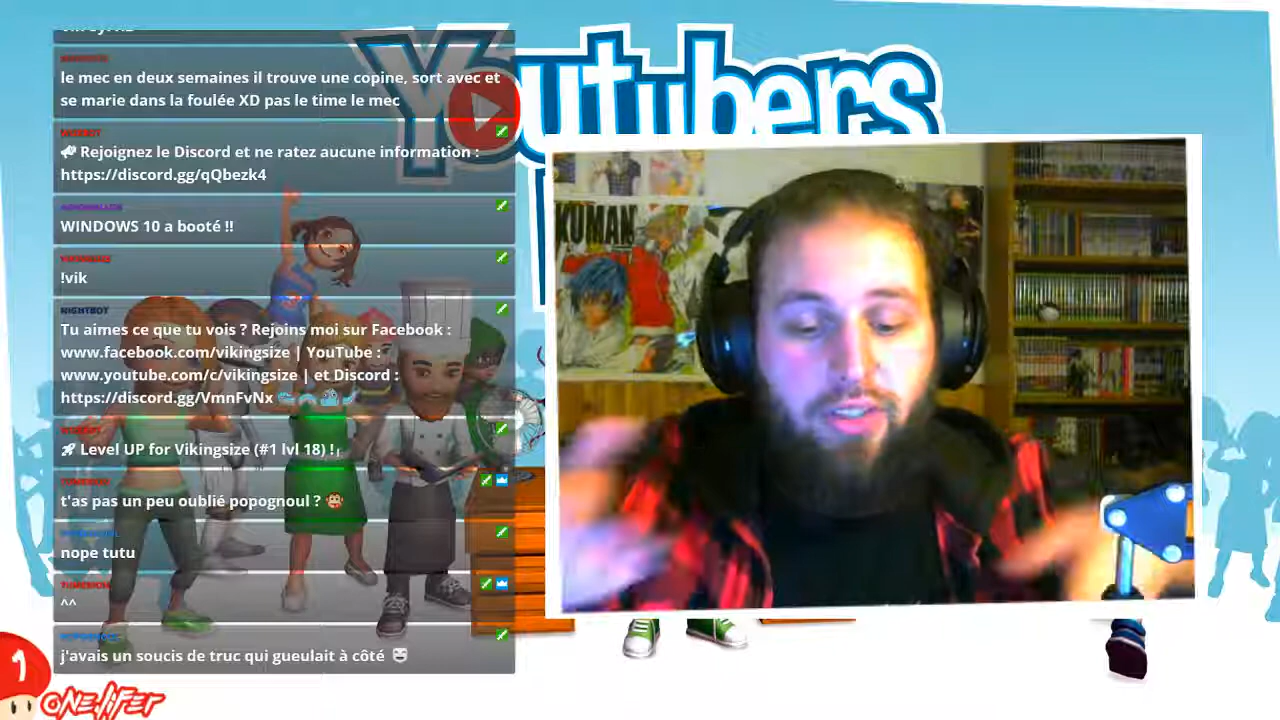 Youtubers
le mec en deux semaines il trouve une copine, sort avec et
se marie dans la foulée XD pas le time le mec
Rejoignez le Discord et ne ratez aucune information :
https://discord.gg/qQbezk4
WINDOWS 10 a booté !!
!vik
NIGHTBOT
Tu aimes ce que tu vois ? Rejoins moi sur Facebook :
www.facebook.com/vikingsize | YouTube :
www.youtube.com/c/vikingsize | et Discord :
https://discord.gg/VmnFvNx
Level UP for Vikingsize (#1 lvl 18) !
t'as pas un peu oublié popognoul ?
nope tutu
^^
j'avais un soucis de truc qui gueulait à côté
KUMAN
1
ONELIFER